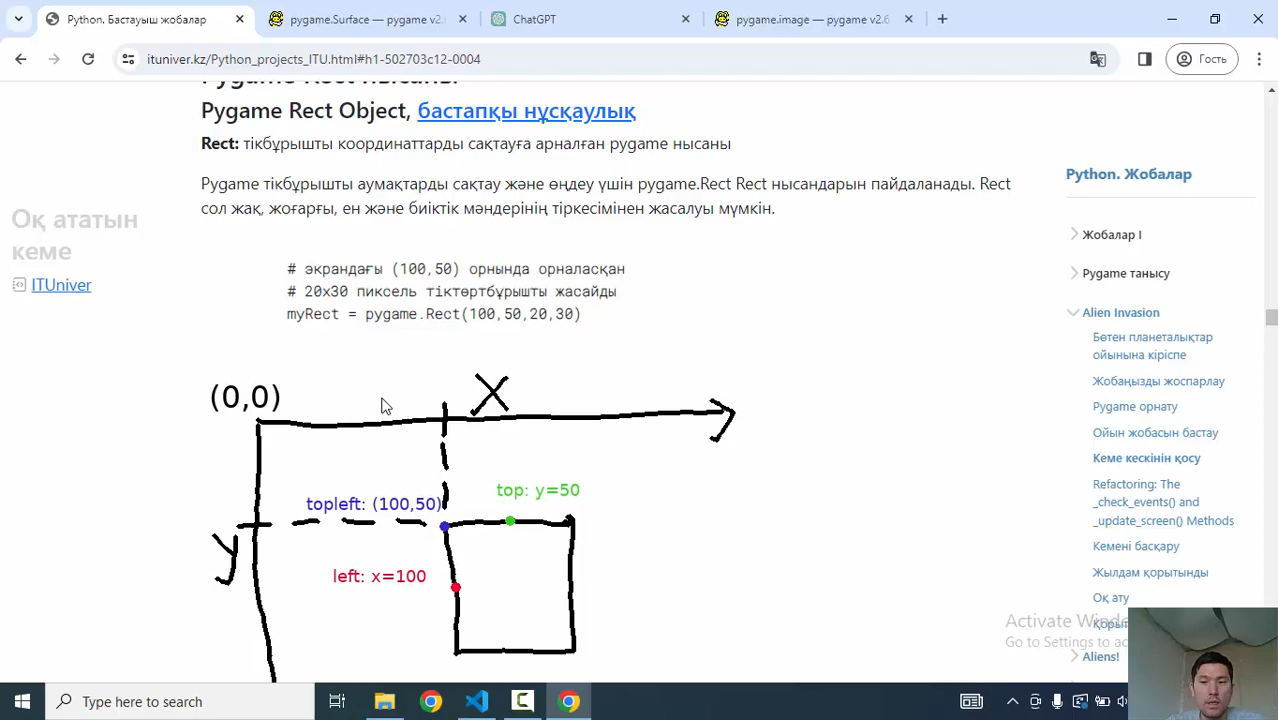 Python. Бастауыш жобалар
pygame.Surface — pygame v2.
ChatGPT
pygame.image — pygame v2.6
ituniver.kz/Python_projects_ITU.html#h1-502703c12-0004
Гость
Pygame Rect Object, бастапқы нұсқаулық
Rect: тікбұрышты координаттарды сақтауға арналған pygame нысаны
Pygame тікбұрышты аумақтарды сақтау және өңдеу үшін pygame.Rect Rect нысандарын пайдаланады. Rect
сол жақ, жоғарғы, ен және биіктік мәндерінің тіркесімінен жасалуы мүмкін.
Оқ ататын
кеме
ITUniver
# экрандағы (100,50) орнында орналасқан
# 20x30 пиксель тіктөртбұрышты жасайды
myRect = pygame.Rect(100,50,20,30)
(0,0)
X
top: y=50
topleft: (100,50)
y
left: x=100
Python. Жобалар
Жобалар I
Pygame танысу
Alien Invasion
Бөтен планеталықтар
ойынына кіріспе
Жобаңызды жоспарлау
Pygame орнату
Ойын жобасын бастау
Кеме кескінін қосу
Refactoring: The
_check_events() and
_update_screen() Methods
Кемені басқару
Жылдам қорытынды
Оқ ату
Aliens!
Activate Wind
Go to Settings to a
Type here to search